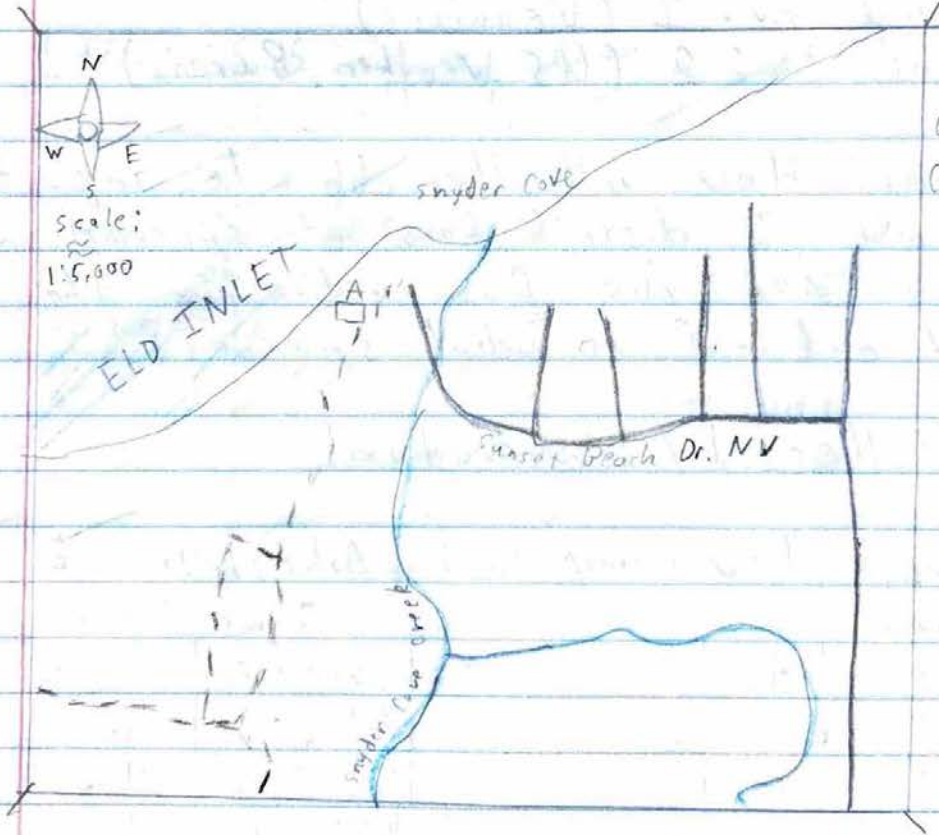 N
W E
S
scale:
≈
1:5,000
snyder cove
ELD INLET
A
Sunset Beach Dr. NW
snyder Cove Creek